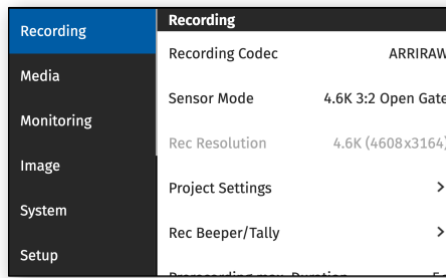 Recording
Media
Monitoring
Image
System
Setup
Recording
Recording Codec ARRIRAW
Sensor Mode 4.6K 3:2 Open Gate
Rec Resolution 4.6K (4608x3164)
Project Settings >
Rec Beeper/Tally >